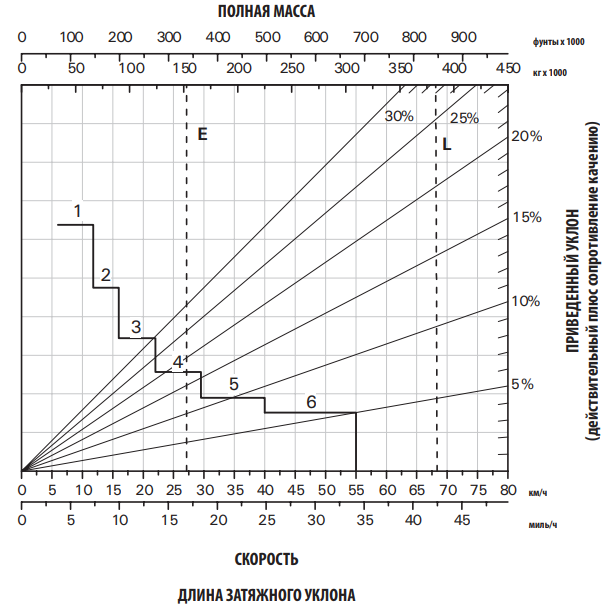 ПОЛНАЯ МАССА
0 100 200 300 400 500 600 700 800 900
фунты x 1000
0 50 100 150 200 250 300 350 400 450
кг x 1000
30% 25%
E
L
20%
1
15%
2
10%
3
4
5
5%
6
ПРИВЕДЕННЫЙ УКЛОН
(действительный плюс сопротивление качению)
0 5 10 15 20 25 30 35 40 45 50 55 60 65 70 75 80
км/ч
0 5 10 15 20 25 30 35 40 45
миль/ч
СКОРОСТЬ
ДЛИНА ЗАТЯЖНОГО УКЛОНА